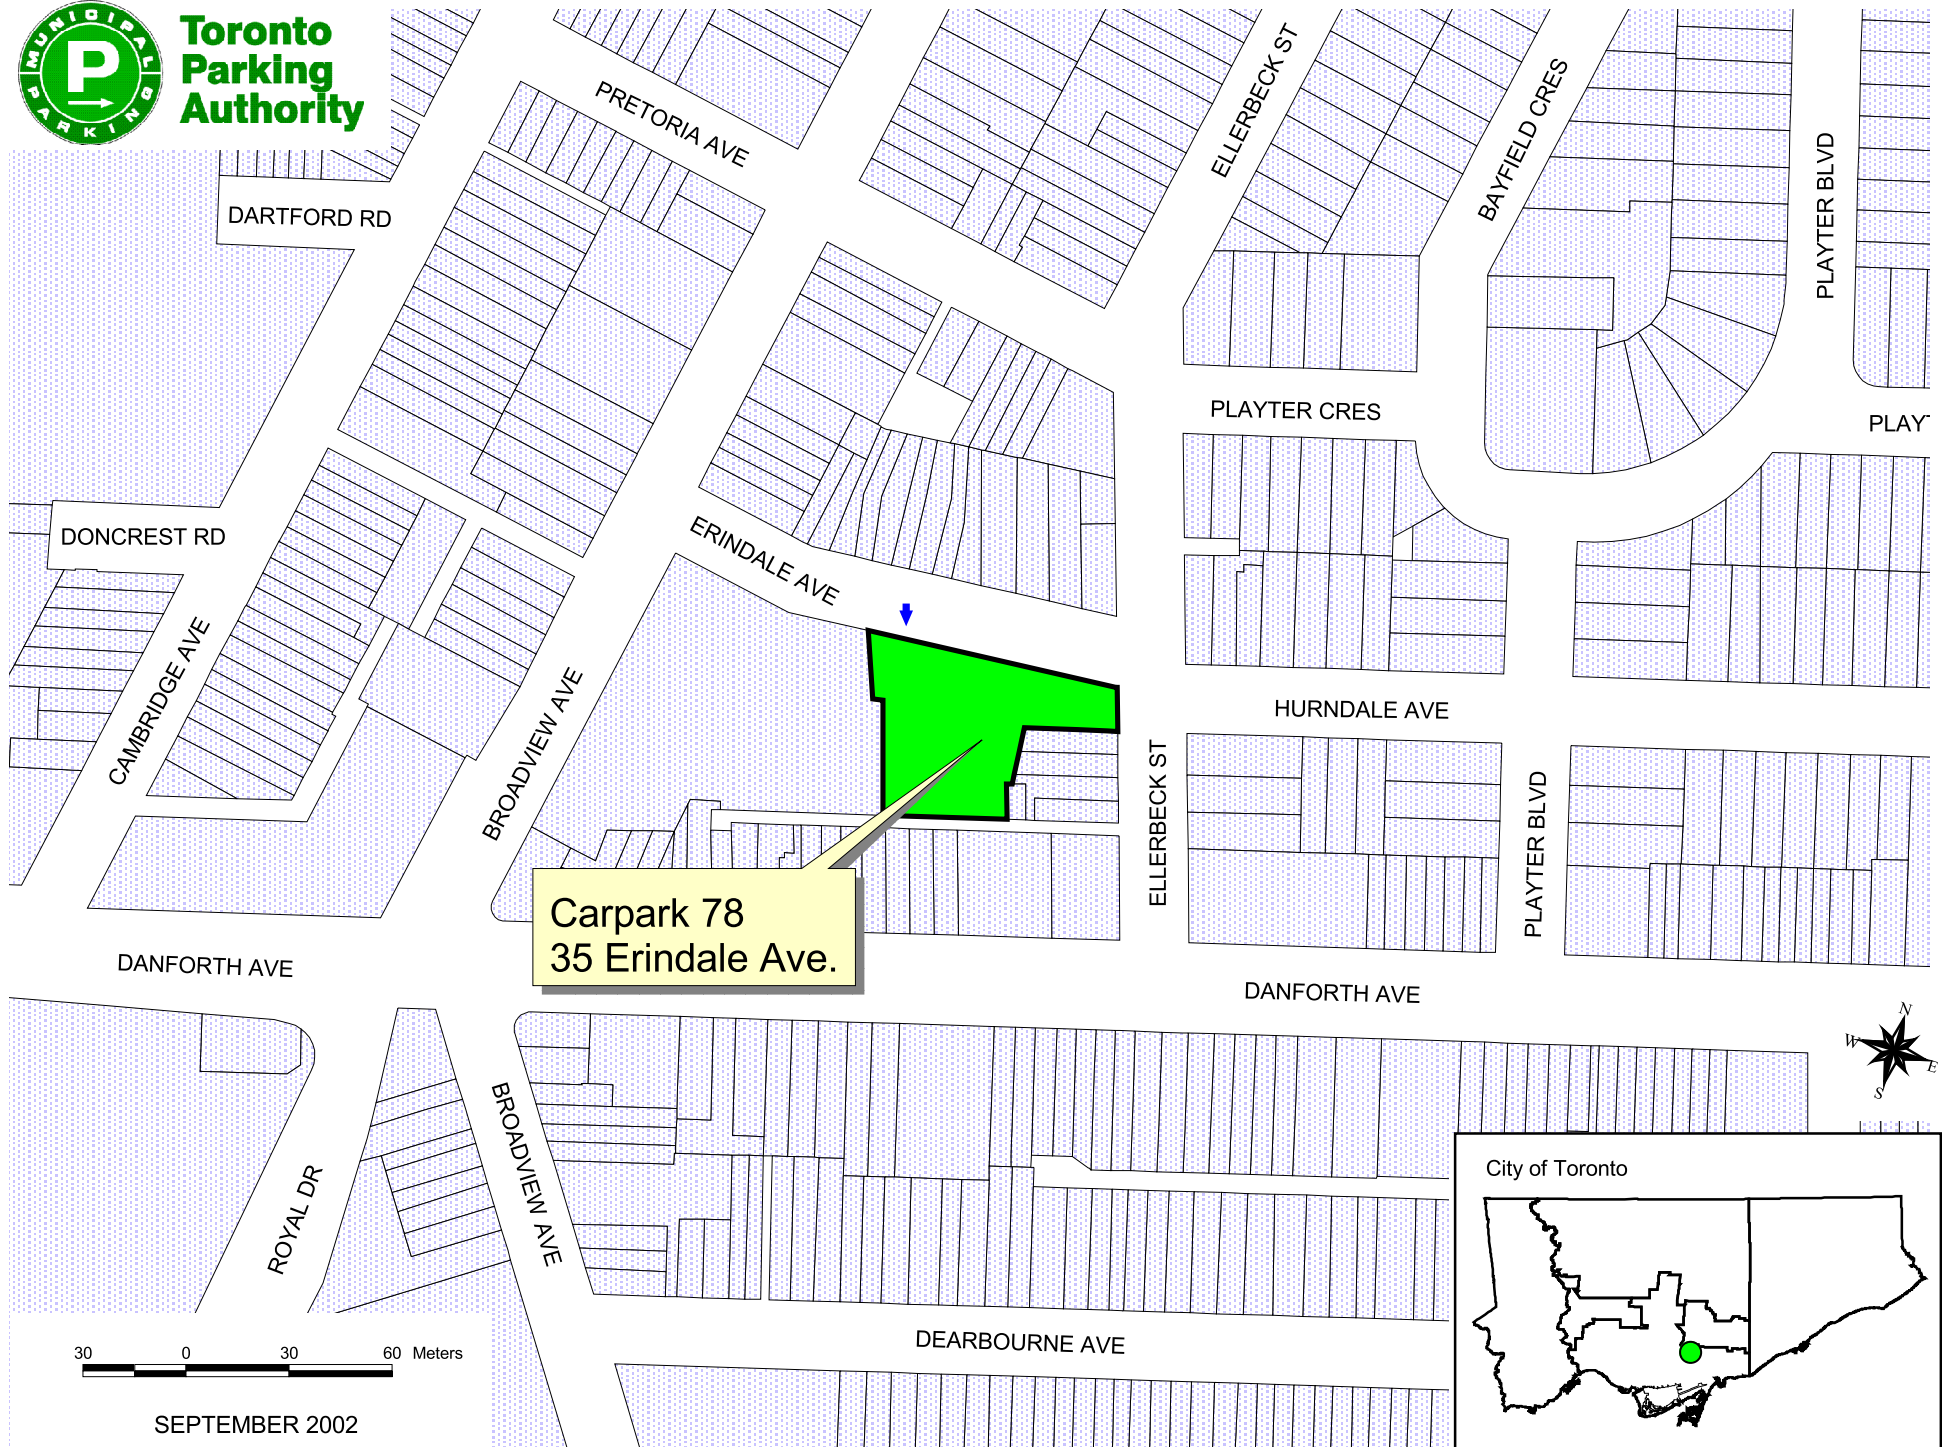 MUNICIPAL
PARKING
P
Toronto
Parking
Authority
PRETORIA AVE
ELLERBECK ST
BAYFIELD CRES
PLAYTER BLVD
DARTFORD RD
PLAYTER CRES
PLAYT
DONCREST RD
ERINDALE AVE
CAMBRIDGE AVE
BROADVIEW AVE
HURNDALE AVE
ELLERBECK ST
PLAYTER BLVD
Carpark 78
35 Erindale Ave.
DANFORTH AVE
DANFORTH AVE
N
W
E
S
BROADVIEW AVE
ROYAL DR
City of Toronto
DEARBOURNE AVE
30 0 30 60 Meters
SEPTEMBER 2002